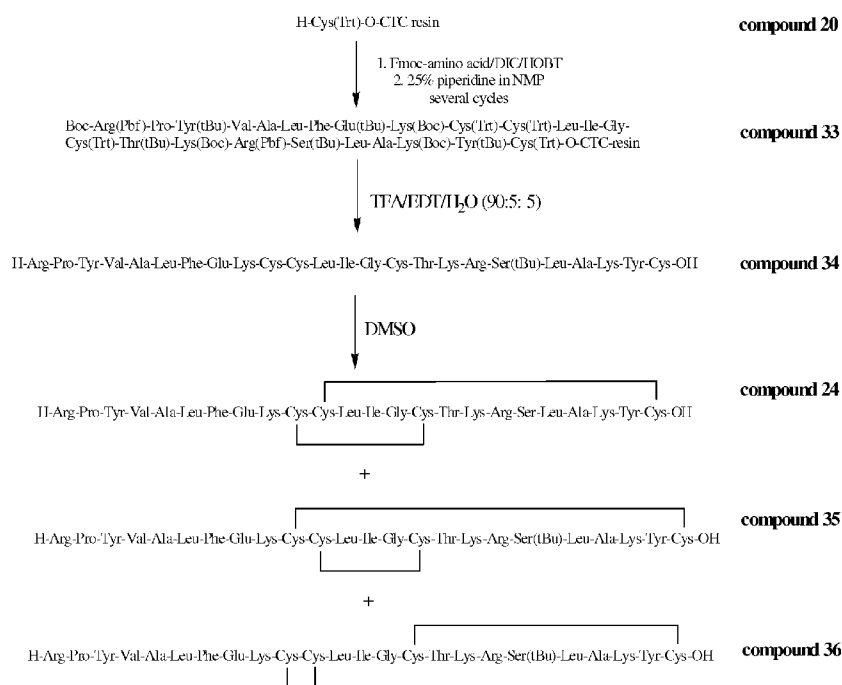 H-Cys(Trt)-O-CTC resin compound 20
1. Fmoc-amino acid/DIC/HOBT
2. 25% piperidine in NMP
several cycles
Boc-Arg(Pbf)-Pro-Tyr(tBu)-Val-Ala-Leu-Phe-Glu(tBu)-Lys(Boc)-Cys(Trt)-Cys(Trt)-Leu-Ile-Gly-
Cys(Trt)-Thr(tBu)-Lys(Boc)-Arg(Pbf)-Ser(tBu)-Leu-Ala-Lys(Boc)-Tyr(tBu)-Cys(Trt)-O-CTC-resin
compound 33
TFA/EDT/H₂O (90:5: 5)
H-Arg-Pro-Tyr-Val-Ala-Leu-Phe-Glu-Lys-Cys-Cys-Leu-Ile-Gly-Cys-Thr-Lys-Arg-Ser(tBu)-Leu-Ala-Lys-Tyr-Cys-OH compound 34
DMSO
compound 24
H-Arg-Pro-Tyr-Val-Ala-Leu-Phe-Glu-Lys-Cys-Cys-Leu-Ile-Gly-Cys-Thr-Lys-Arg-Ser-Leu-Ala-Lys-Tyr-Cys-OH
+
compound 35
H-Arg-Pro-Tyr-Val-Ala-Leu-Phe-Glu-Lys-Cys-Cys-Leu-Ile-Gly-Cys-Thr-Lys-Arg-Ser(tBu)-Leu-Ala-Lys-Tyr-Cys-OH
+
H-Arg-Pro-Tyr-Val-Ala-Leu-Phe-Glu-Lys-Cys-Cys-Leu-Ile-Gly-Cys-Thr-Lys-Arg-Ser(tBu)-Leu-Ala-Lys-Tyr-Cys-OH compound 36